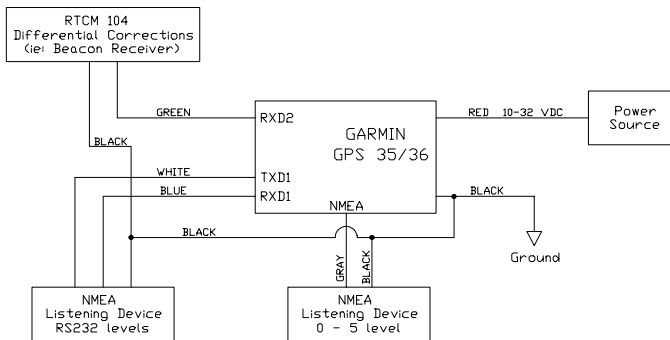 RTCM 104
Differential Corrections
(ie: Beacon Receiver)
GREEN
RXD2
GARMIN
GPS 35/36
RED 10-32 VDC
Power
Source
BLACK
WHITE
TXD1
BLUE
RXD1
NMEA
BLACK
BLACK
GRAY
BLACK
Ground
NMEA
Listening Device
RS232 levels
NMEA
Listening Device
0 - 5 level